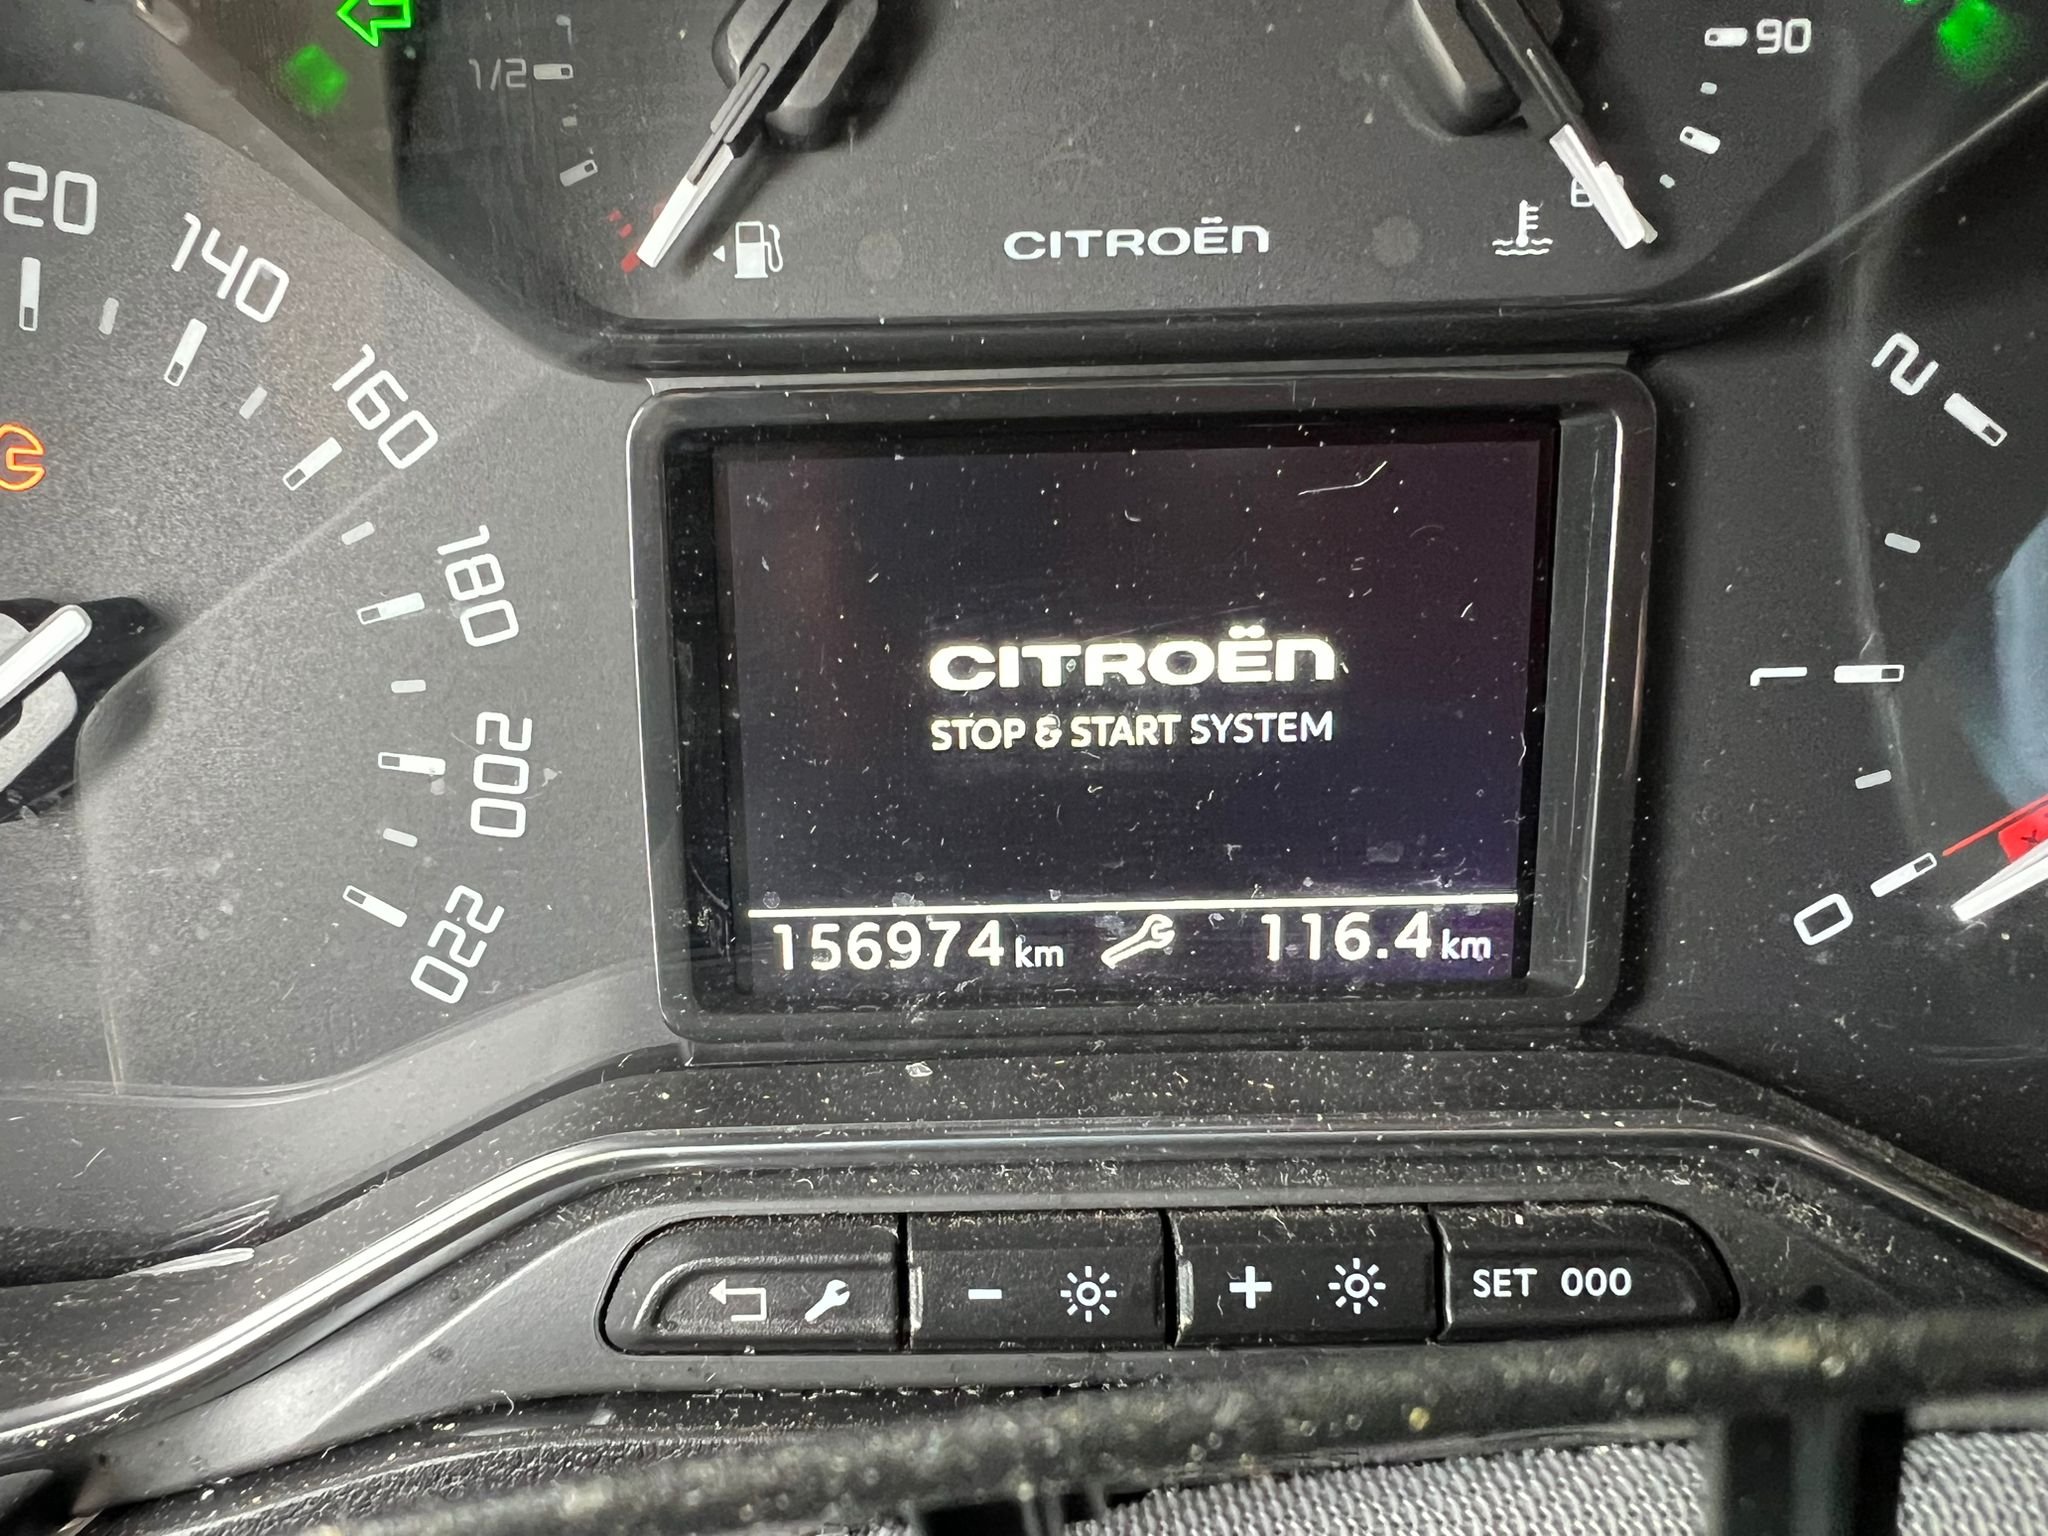 1/2
90
CITROËN
20
140
160
180
200
220
2
1
0
CITROËN
STOP & START SYSTEM
156974 km 116.4 km
SET 000